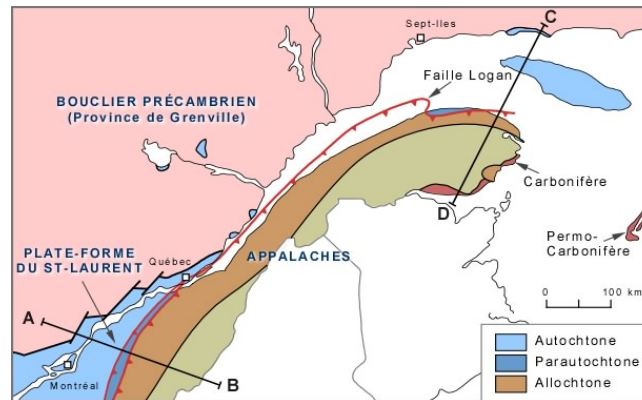 Sept-Iles
C
Faille Logan
BOUCLIER PRÉCAMBRIEN
(Province de Grenville)
Carbonifère
D
PLATE-FORME
DU ST-LAURENT
Québec
APPALACHES
Permo-
Carbonifère
A
0 100 km
Montréal
B
Autochtone
Parautochtone
Allochtone